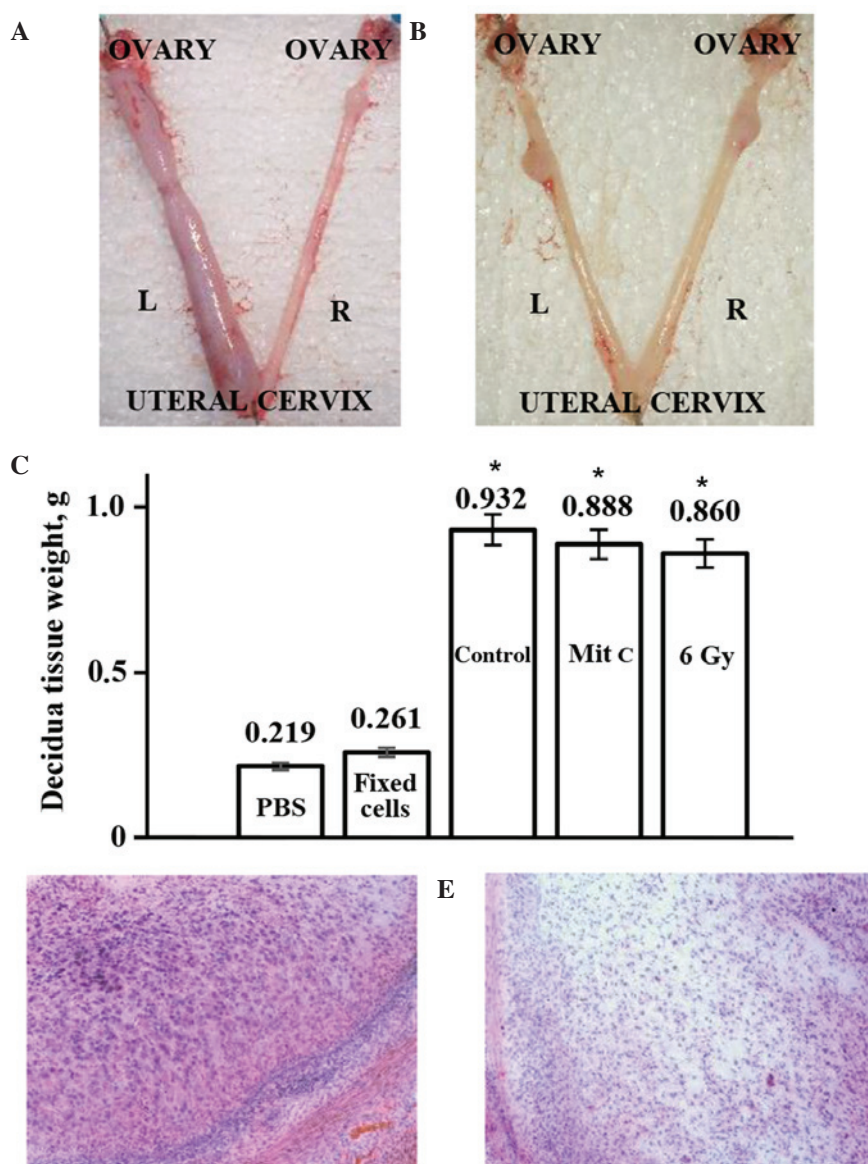 A
B
OVARY OVARY
OVARY OVARY
L
R
L
R
UTERAL CERVIX
UTERAL CERVIX
C
Decidua tissue weight, g
1.0
0.5
0
0.219
0.261
*
0.932
*
0.888
*
0.860
PBS
Fixed
cells
Control
Mit C
6 Gy
E